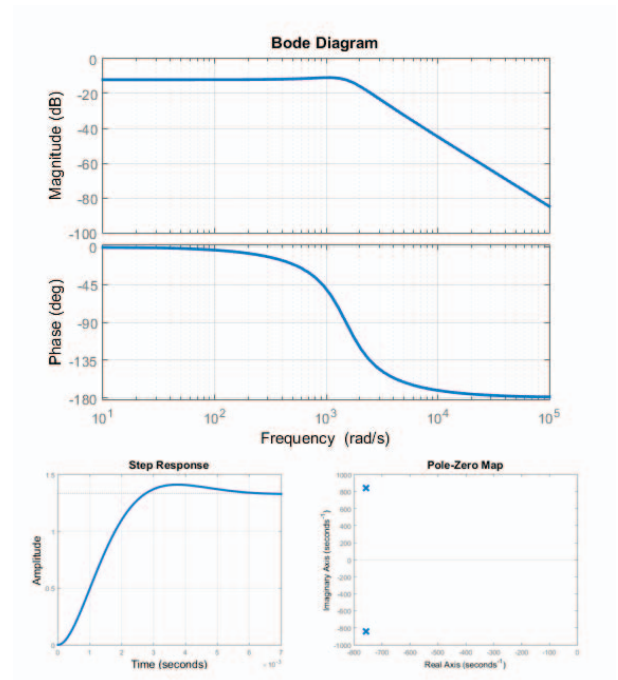 Bode Diagram
Magnitude (dB)
0
-20
-40
-60
-80
-100
Phase (deg)
0
-45
-90
-135
-180
10^1 10^2 10^3 10^4 10^5
Frequency (rad/s)
Step Response
Amplitude
1.5
1
0.5
0
0 1 2 3 4 5 6 7
Time (seconds)
Pole-Zero Map
Imaginary Axis (seconds^-1)
1000
800
600
400
200
0
-200
-400
-600
-800
-1000
-800 -700 -600 -500 -400 -300 -200 -100 0
Real Axis (seconds^-1)